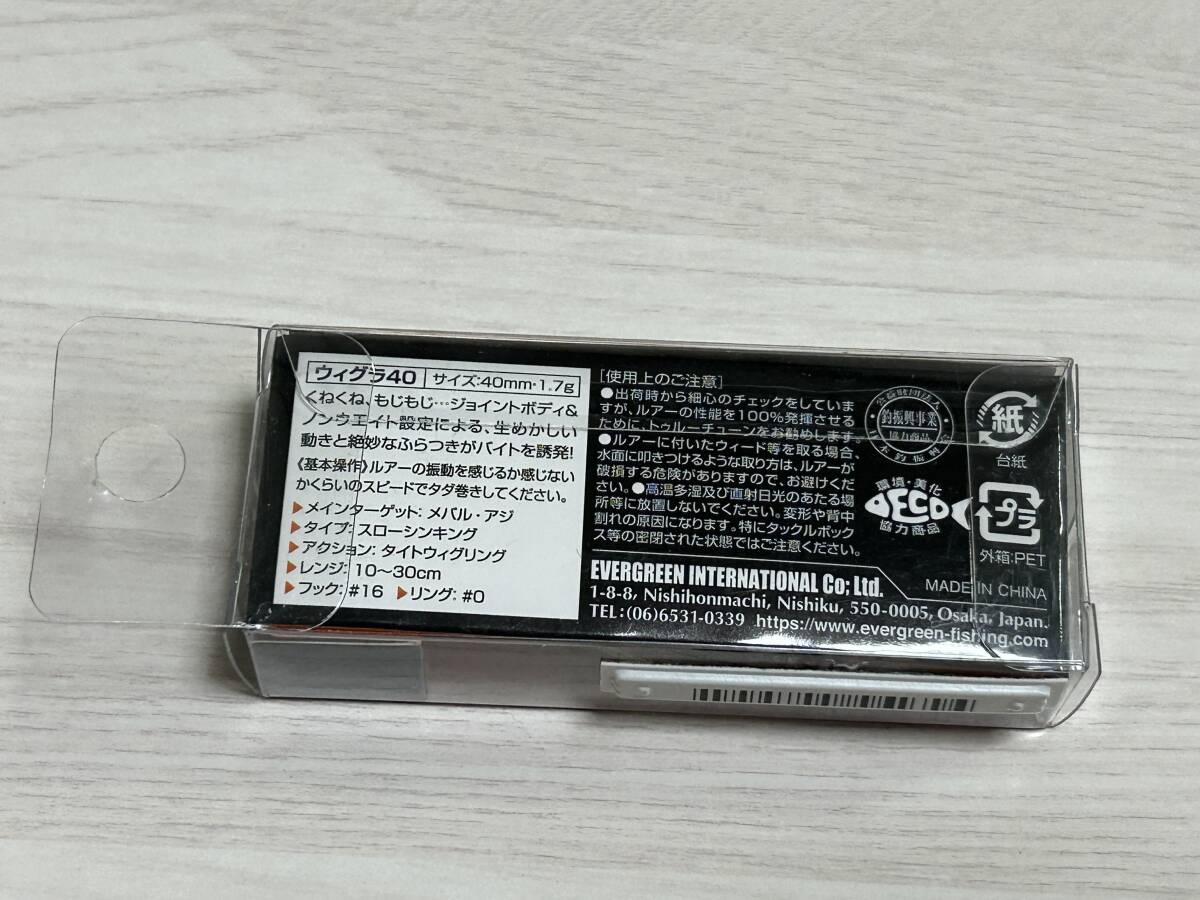 ウィグラ40 サイズ:40mm・1.7g
くねくね、もじもじ…ジョイントボディ&
ノンウエイト設定による、生めかしい
動きと絶妙なふらつきがバイトを誘発!
《基本操作》ルアーの振動を感じるか感じない
かくらいのスピードでタダ巻きしてください。
▶メインターゲット: メバル・アジ
▶タイプ: スローシンキング
▶アクション: タイトウィグリング
▶レンジ: 10〜30cm
▶フック: #16 ▶リング: #0
[使用上のご注意]
●出荷時から細心のチェックをしていま
すが、ルアーの性能を100%発揮させる
ために、トゥルーチューンをお勧めします。
●ルアーに付いたウィード等を取る場合、
水面に叩きつけるような取り方は、ルアーが
破損する危険がありますので、お避けくだ
さい。●高温多湿及び直射日光のあたる場
所等に放置しないでください。変形や背中
割れの原因になります。特にタックルボック
ス等の密閉された状態ではご注意ください。
公益財団法人
釣振興事業
協力商品
日本釣振興会
環境・美化
ECO
協力商品
紙
台紙
プラ
外箱:PET
EVERGREEN INTERNATIONAL Co; Ltd.
MADE IN CHINA
1-8-8, Nishihonmachi, Nishiku, 550-0005, Osaka, Japan.
TEL: (06)6531-0339 https://www.evergreen-fishing.com